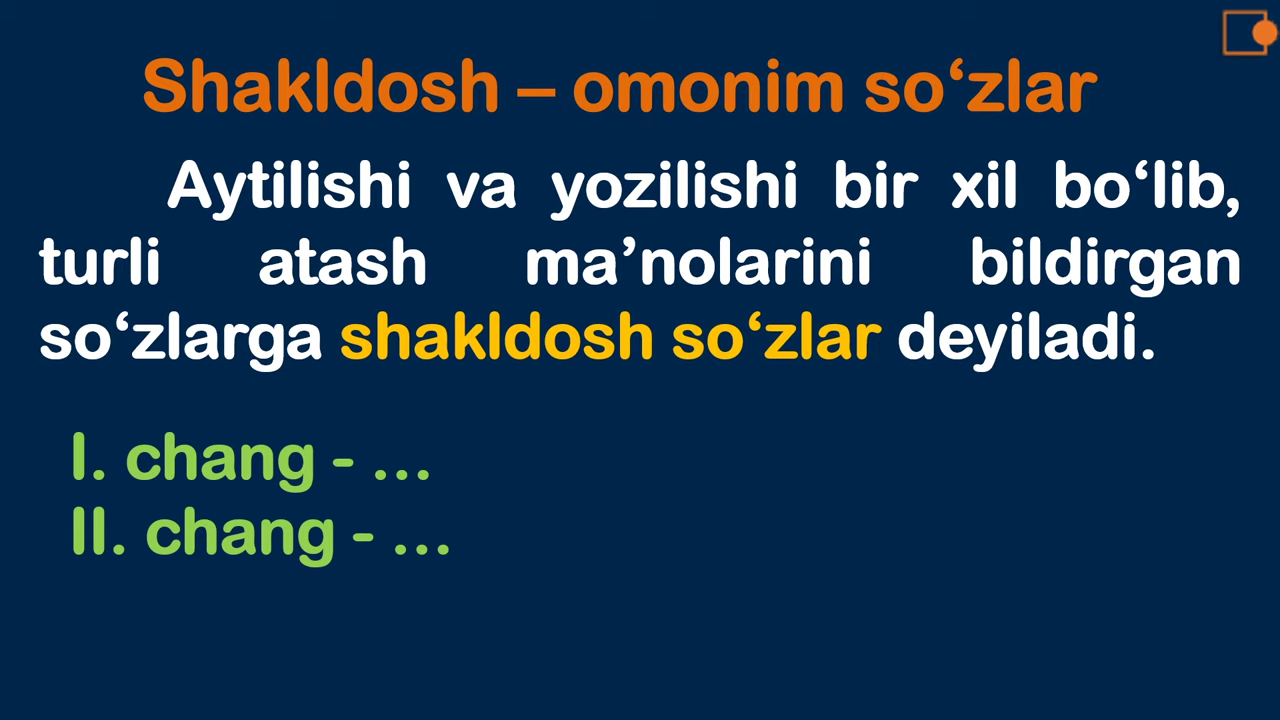 Shakldosh – omonim so‘zlar
Aytilishi va yozilishi bir xil bo‘lib,
turli atash ma’nolarini bildirgan
so‘zlarga shakldosh so‘zlar deyiladi.
I. chang - ...
II. chang - ...